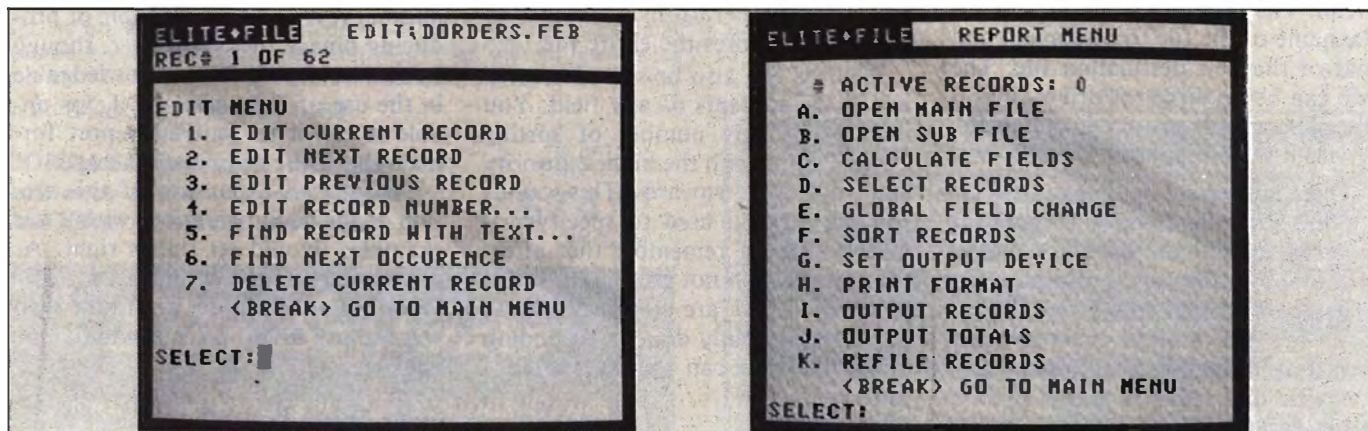 ELITE♦FILE EDIT;DORDERS.FEB
REC# 1 OF 62
EDIT MENU
1. EDIT CURRENT RECORD
2. EDIT NEXT RECORD
3. EDIT PREVIOUS RECORD
4. EDIT RECORD NUMBER...
5. FIND RECORD WITH TEXT...
6. FIND NEXT OCCURENCE
7. DELETE CURRENT RECORD
<BREAK> GO TO MAIN MENU
SELECT:
ELITE♦FILE REPORT MENU
# ACTIVE RECORDS: 0
A. OPEN MAIN FILE
B. OPEN SUB FILE
C. CALCULATE FIELDS
D. SELECT RECORDS
E. GLOBAL FIELD CHANGE
F. SORT RECORDS
G. SET OUTPUT DEVICE
H. PRINT FORMAT
I. OUTPUT RECORDS
J. OUTPUT TOTALS
K. REFILE RECORDS
<BREAK> GO TO MAIN MENU
SELECT: